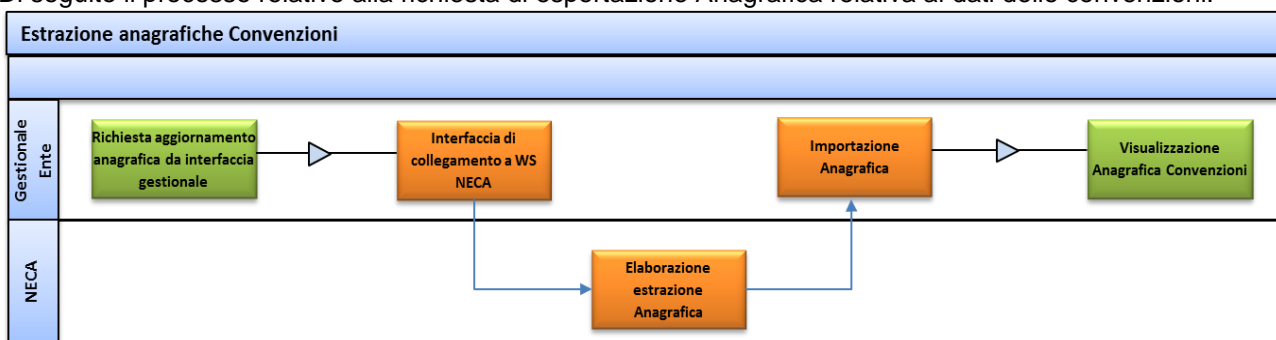 Di seguito il processo relativo alla richiesta di esportazione Anagrafica relativa ai dati delle convenzioni.
Estrazione anagrafiche Convenzioni
Gestionale
Ente
Richiesta aggiornamento
anagrafica da interfaccia
gestionale
Interfaccia di
collegamento a WS
NECA
Importazione
Anagrafica
Visualizzazione
Anagrafica Convenzioni
NECA
Elaborazione
estrazione
Anagrafica